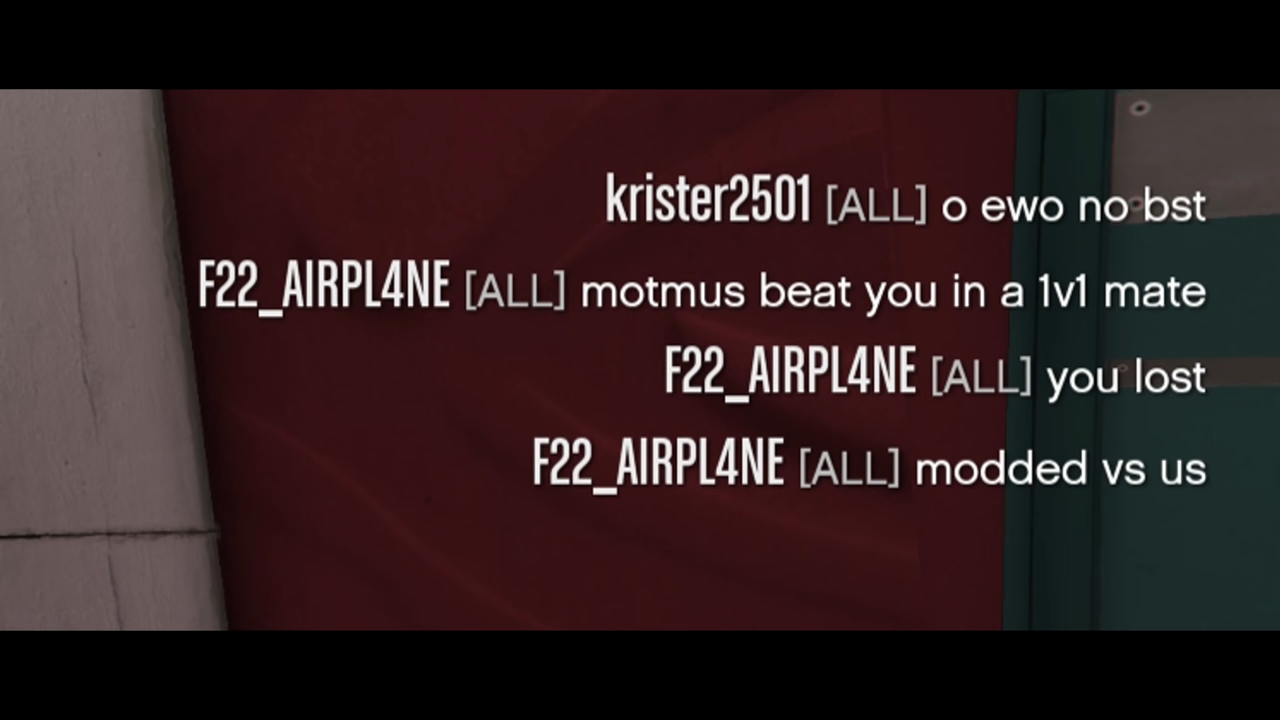 krister2501 [ALL] o ewo no bst
F22_AIRPL4NE [ALL] motmus beat you in a 1v1 mate
F22_AIRPL4NE [ALL] you lost
F22_AIRPL4NE [ALL] modded vs us